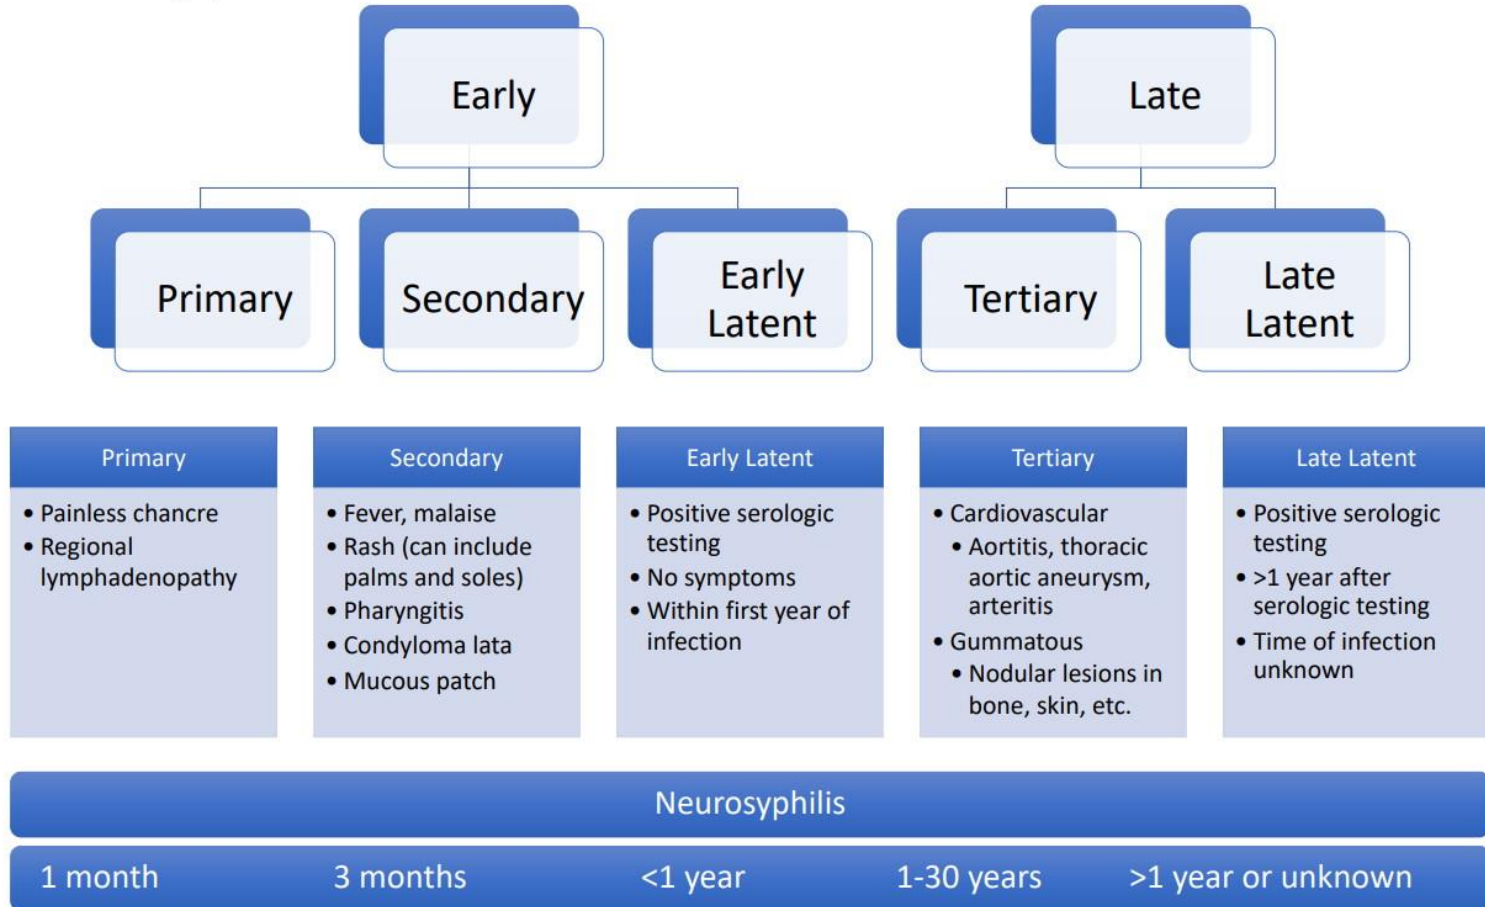 Early
Late
Primary
Secondary
Early
Latent
Tertiary
Late
Latent
Primary
• Painless chancre
• Regional
lymphadenopathy
Secondary
• Fever, malaise
• Rash (can include
palms and soles)
• Pharyngitis
• Condyloma lata
• Mucous patch
Early Latent
• Positive serologic
testing
• No symptoms
• Within first year of
infection
Tertiary
• Cardiovascular
• Aortitis, thoracic
aortic aneurysm,
arteritis
• Gummatous
• Nodular lesions in
bone, skin, etc.
Late Latent
• Positive serologic
testing
• >1 year after
serologic testing
• Time of infection
unknown
Neurosyphilis
1 month 3 months <1 year 1-30 years >1 year or unknown